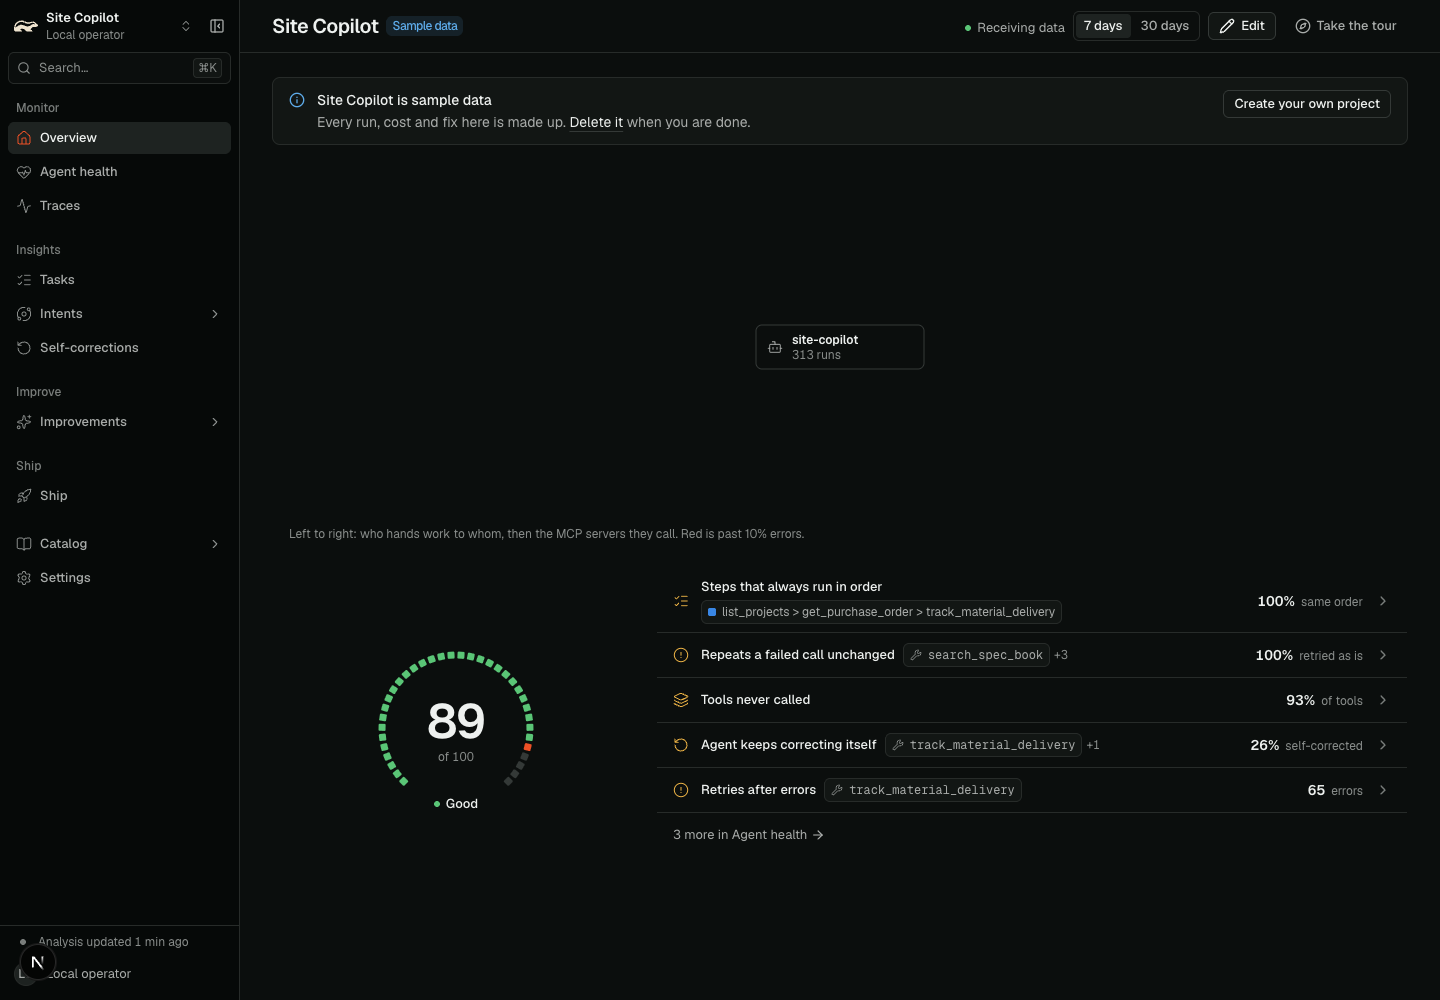 Site Copilot
Local operator
Search...
⌘K
Monitor
Overview
Agent health
Traces
Insights
Tasks
Intents
Self-corrections
Improve
Improvements
Ship
Ship
Catalog
Settings
Analysis updated 1 min ago
N
Local operator
Site Copilot
Sample data
Receiving data
7 days
30 days
Edit
Take the tour
Site Copilot is sample data
Every run, cost and fix here is made up. Delete it when you are done.
Create your own project
site-copilot
313 runs
Left to right: who hands work to whom, then the MCP servers they call. Red is past 10% errors.
89
of 100
Good
Steps that always run in order
list_projects > get_purchase_order > track_material_delivery
100% same order
Repeats a failed call unchanged search_spec_book +3
100% retried as is
Tools never called
93% of tools
Agent keeps correcting itself track_material_delivery +1
26% self-corrected
Retries after errors track_material_delivery
65 errors
3 more in Agent health →